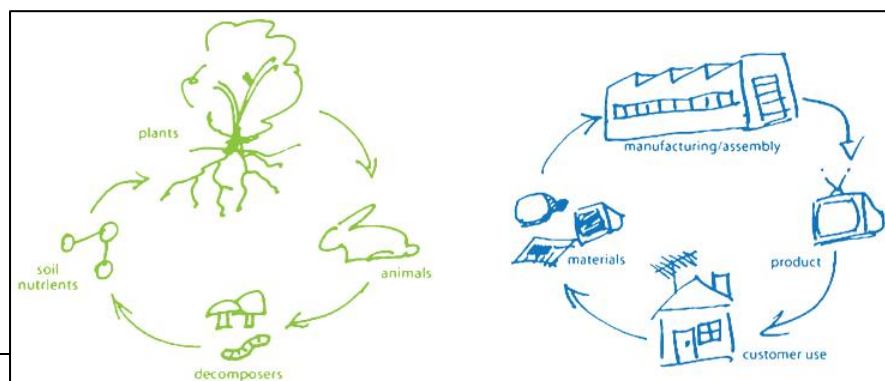 plants
animals
decomposers
soil
nutrients
manufacturing/assembly
product
customer use
materials